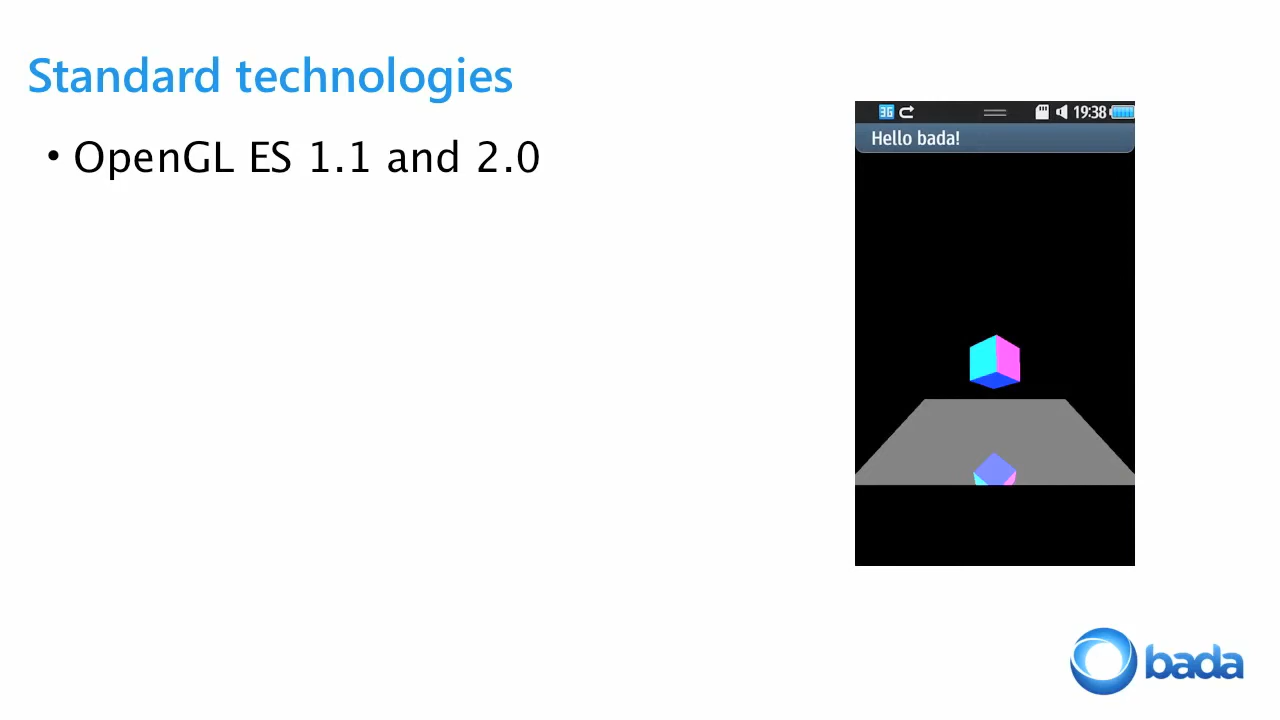 Standard technologies
• OpenGL ES 1.1 and 2.0
3G 19:38
Hello bada!
bada